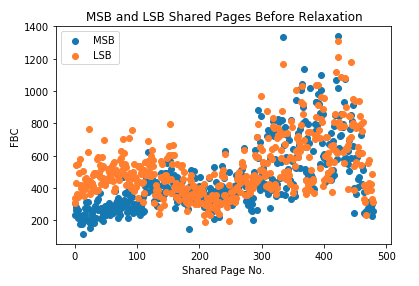 MSB and LSB Shared Pages Before Relaxation
MSB
LSB
1400
1200
1000
800
600
400
200
FBC
0 100 200 300 400 500
Shared Page No.